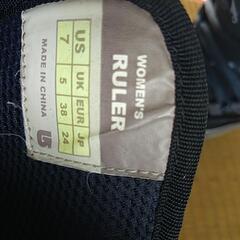 WOMEN'S
RULER
US UK EUR JP
7 5 38 24
MADE IN CHINA